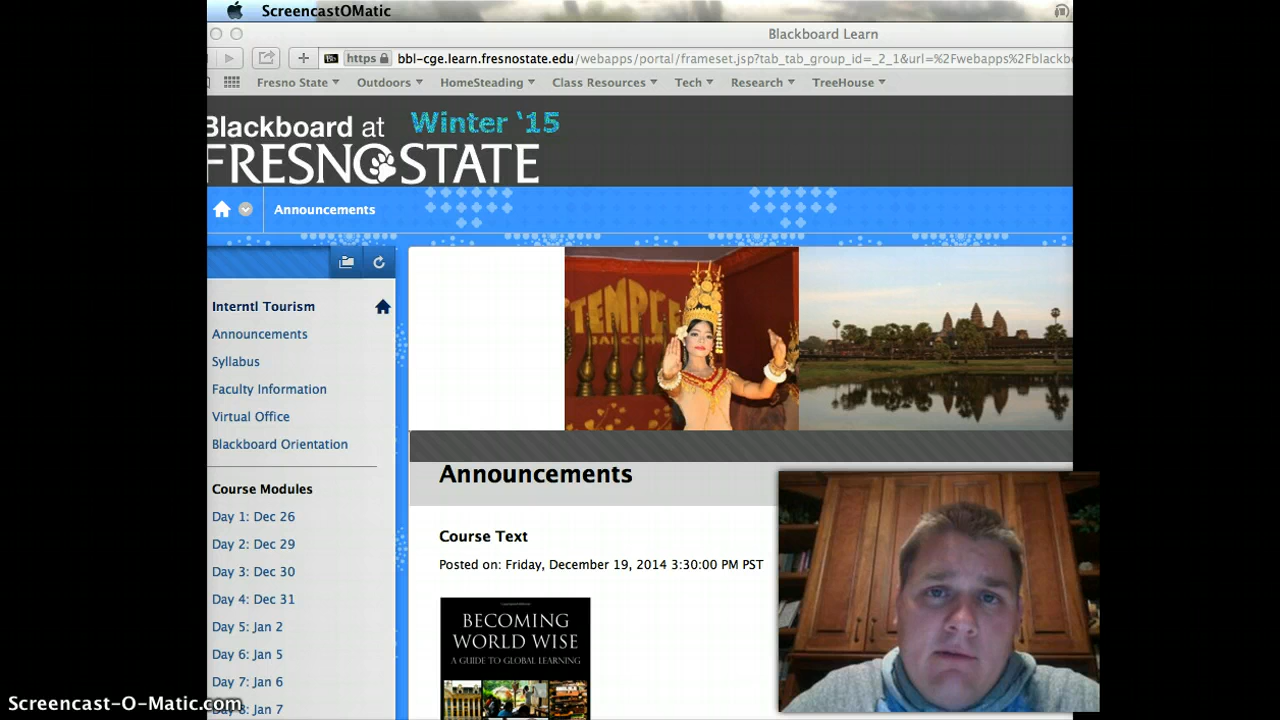 ScreencastOMatic
Blackboard Learn
https bbl-cge.learn.fresnostate.edu/webapps/portal/frameset.jsp?tab_tab_group_id=_2_1&url=%2Fwebapps%2Fblackbo
Fresno State Outdoors HomeSteading Class Resources Tech Research TreeHouse
Blackboard at Winter '15
FRESNO STATE
Announcements
TEMPLE
BALCONY
Interntl Tourism
Announcements
Syllabus
Faculty Information
Virtual Office
Blackboard Orientation
Course Modules
Day 1: Dec 26
Day 2: Dec 29
Day 3: Dec 30
Day 4: Dec 31
Day 5: Jan 2
Day 6: Jan 5
Day 7: Jan 6
Day 8: Jan 7
Announcements
Course Text
Posted on: Friday, December 19, 2014 3:30:00 PM PST
BECOMING
WORLD WISE
A GUIDE TO GLOBAL LEARNING
Screencast-O-Matic.com